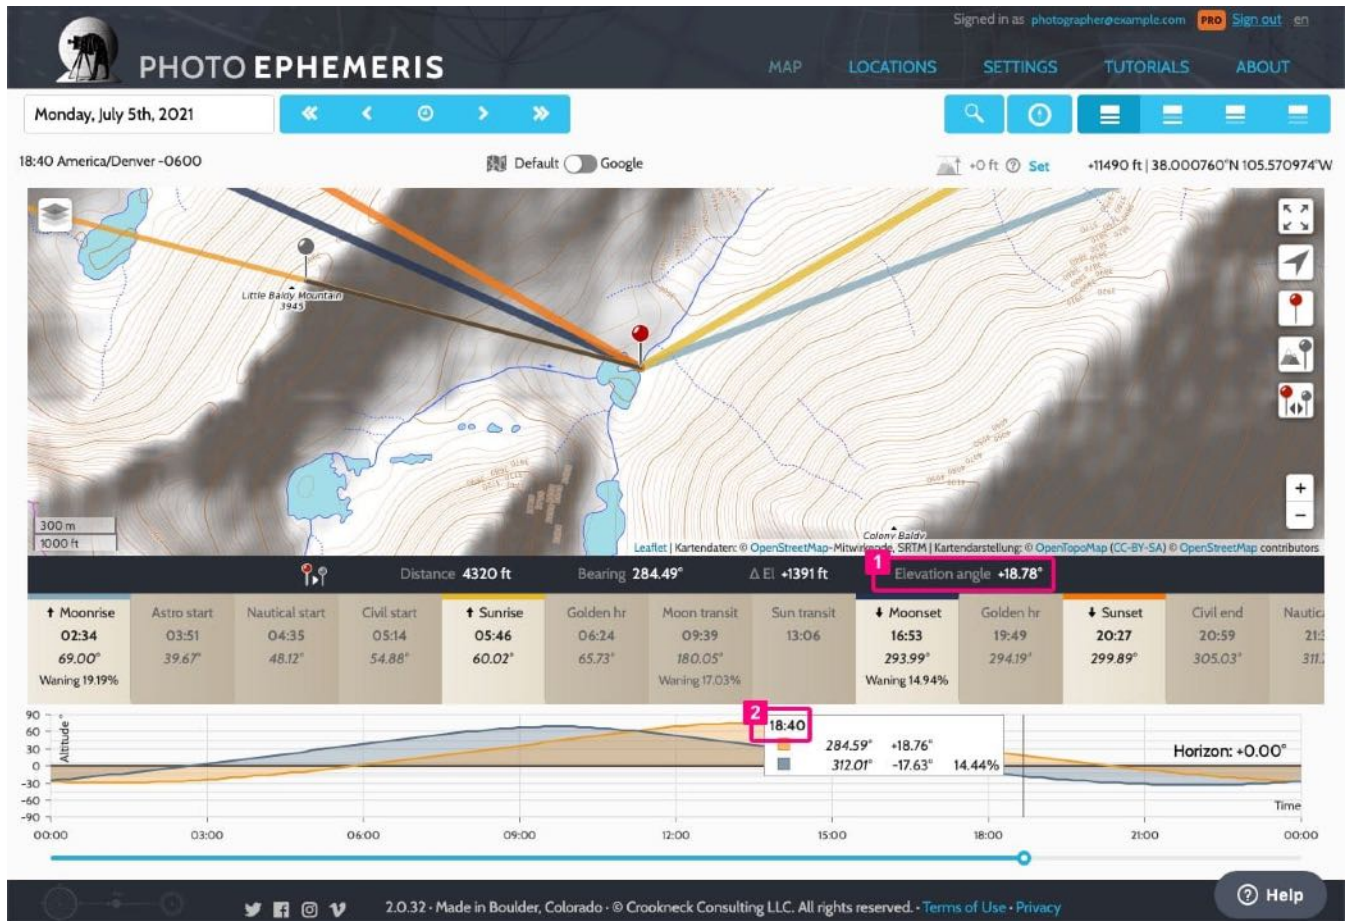 Signed in as photographer@example.com PRO Sign out en
PHOTO EPHEMERIS
MAP LOCATIONS SETTINGS TUTORIALS ABOUT
Monday, July 5th, 2021
18:40 America/Denver -0600
Default Google
+0 ft Set
+11490 ft | 38.000760°N 105.570974°W
Little Baldy Mountain
3945
Colony Baldy
300 m
1000 ft
+
−
Leaflet | Kartendaten: © OpenStreetMap-Mitwirkende, SRTM | Kartendarstellung: © OpenTopoMap (CC-BY-SA) © OpenStreetMap contributors
1
Distance 4320 ft Bearing 284.49° Δ El +1391 ft Elevation angle +18.78°
Moonrise Astro start Nautical start Civil start Sunrise Golden hr Moon transit Sun transit Moonset Golden hr Sunset Civil end Nautic
02:34 03:51 04:35 05:14 05:46 06:24 09:39 13:06 16:53 19:49 20:27 20:59
69.00° 39.67° 48.12° 54.88° 60.02° 65.73° 180.05° 293.99° 294.19° 299.89° 305.03°
Waning 19.19% Waning 17.03% Waning 14.94%
2
18:40
284.59° +18.76°
312.01° -17.63° 14.44%
90
60
30
0
-30
-60
-90
Altitude°
Horizon: +0.00°
Time
00:00 03:00 06:00 09:00 12:00 15:00 18:00 21:00 00:00
2.0.32 · Made in Boulder, Colorado · © Crookneck Consulting LLC. All rights reserved. · Terms of Use · Privacy
Help